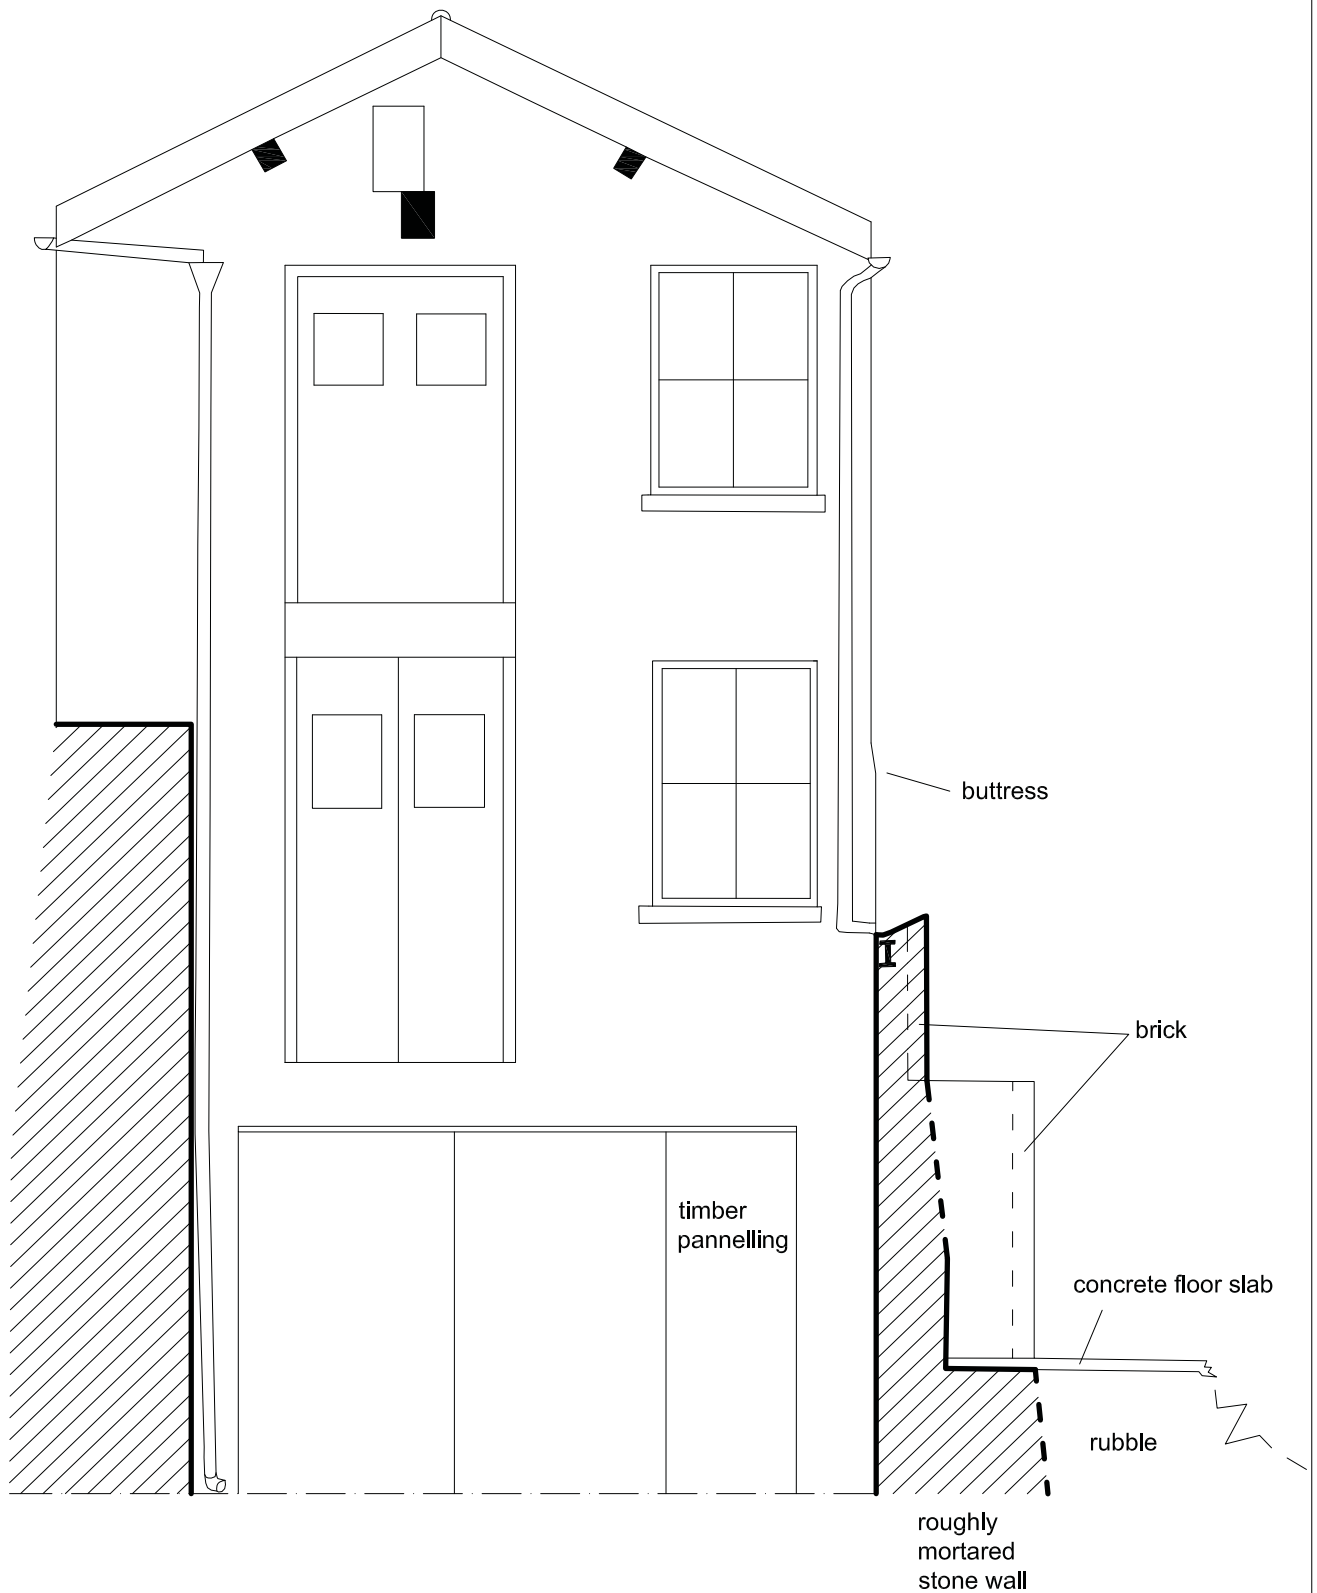 buttress
brick
timber
pannelling
concrete floor slab
rubble
roughly
mortared
stone wall